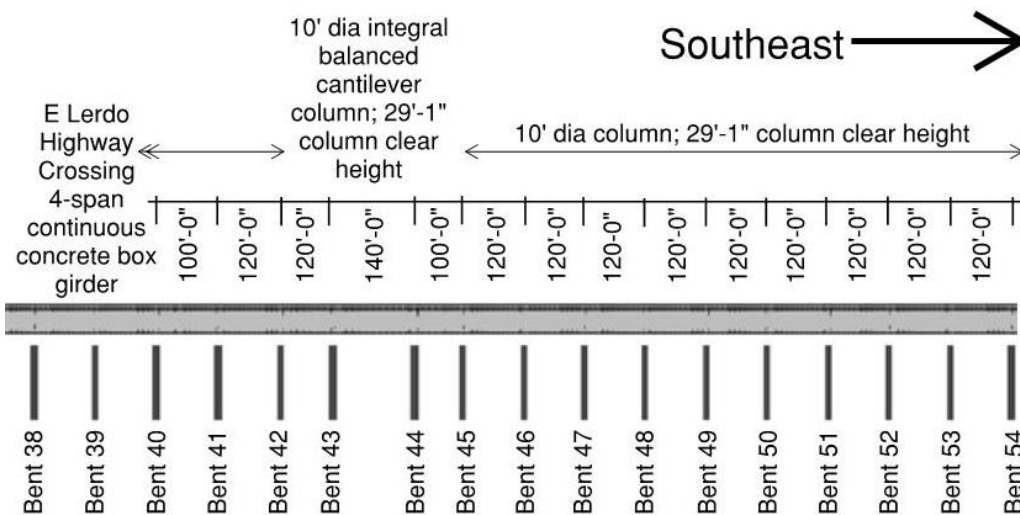 Southeast
10' dia integral
balanced
cantilever
column; 29'-1"
column clear
height
E Lerdo
Highway
Crossing
4-span
continuous
concrete box
girder
10' dia column; 29'-1" column clear height
100'-0"
120'-0"
120'-0"
140'-0"
100'-0"
120'-0"
120'-0"
120-0"
120'-0"
120'-0"
120'-0"
120'-0"
120'-0"
120'-0"
Bent 38
Bent 39
Bent 40
Bent 41
Bent 42
Bent 43
Bent 44
Bent 45
Bent 46
Bent 47
Bent 48
Bent 49
Bent 50
Bent 51
Bent 52
Bent 53
Bent 54